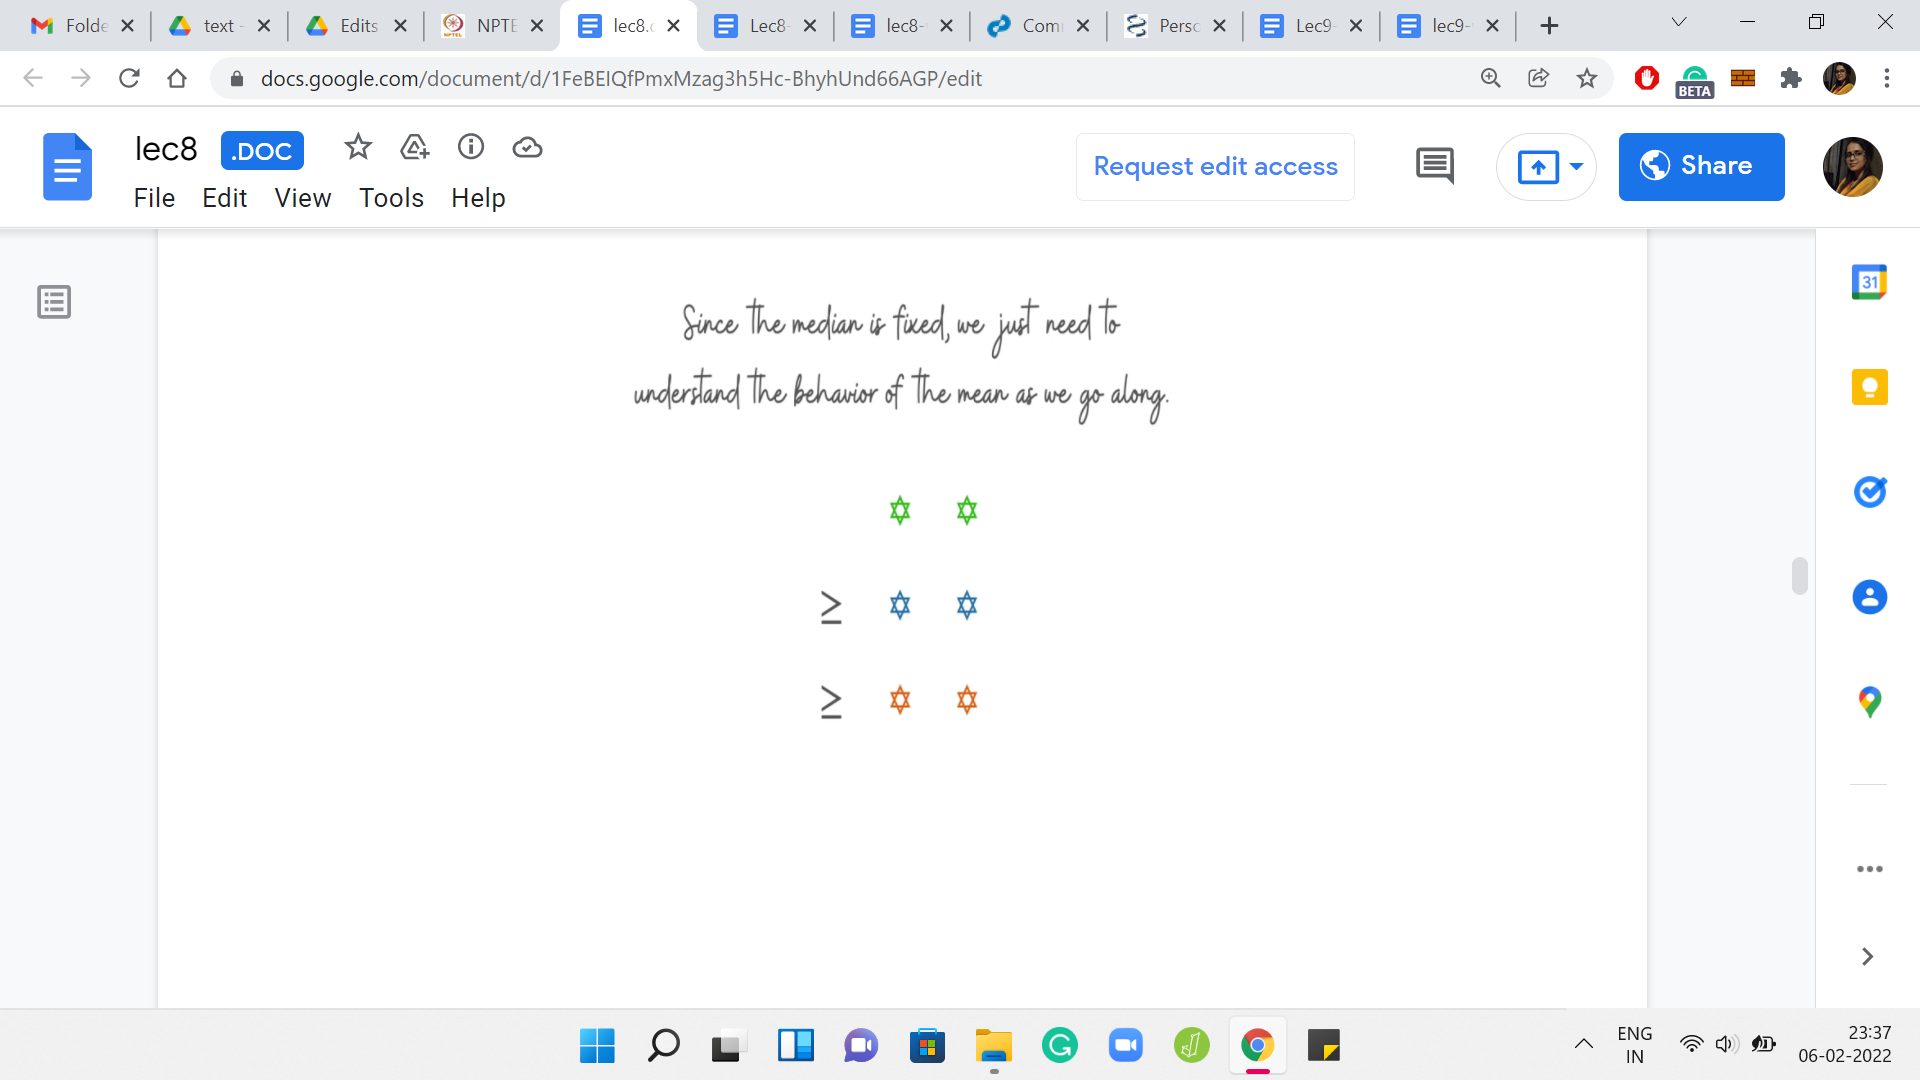 Folde
text -
Edits
NPTE
lec8.
Lec8-
lec8-
Com
Perso
Lec9-
lec9-
docs.google.com/document/d/1FeBEIQfPmxMzag3h5Hc-BhyhUnd66AGP/edit
BETA
lec8 .DOC
Request edit access
Share
File Edit View Tools Help
31
Since the median is fixed, we just need to
understand the behavior of the mean as we go along.
≥
≥
ENG
IN
23:37
06-02-2022